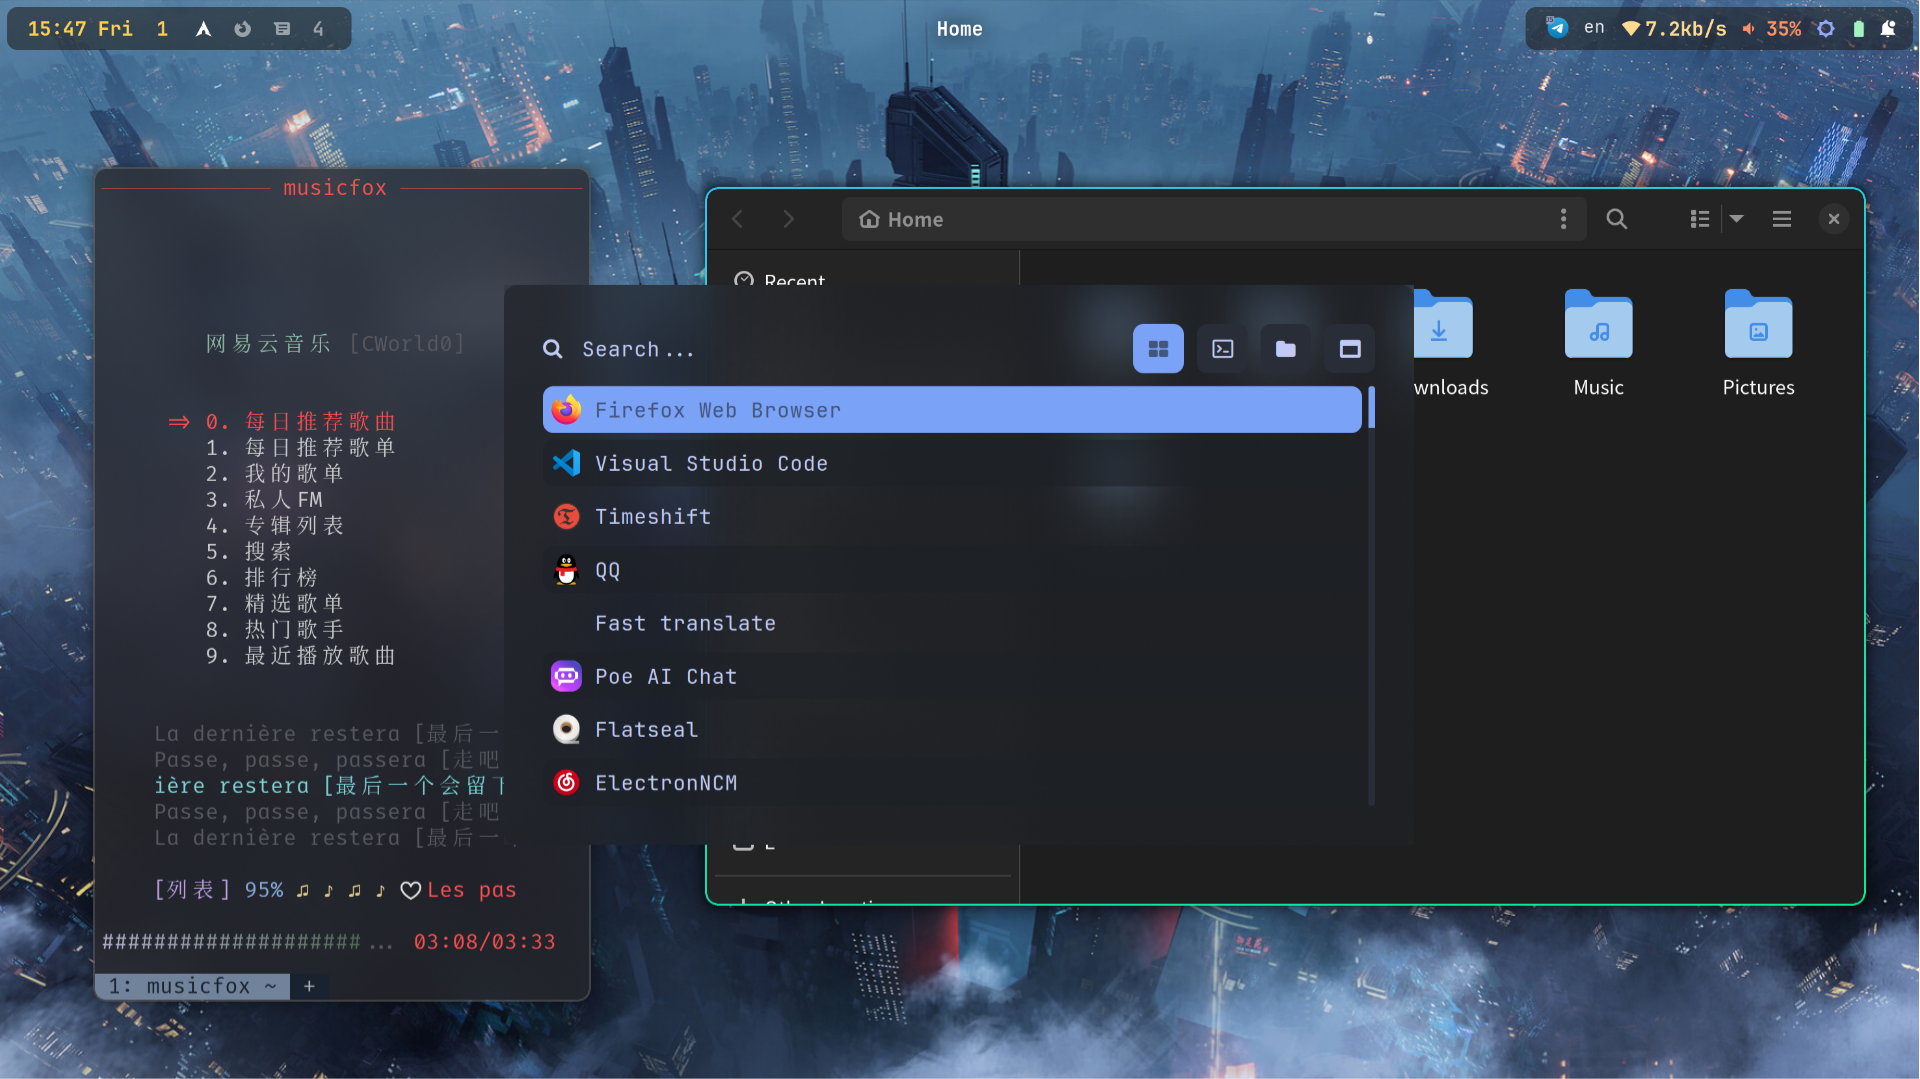 15:47 Fri 1 4
Home
en 7.2kb/s 35%
musicfox
网易云音乐 [CWorld0]
⇒ 0. 每日推荐歌曲
1. 每日推荐歌单
2. 我的歌单
3. 私人FM
4. 专辑列表
5. 搜索
6. 排行榜
7. 精选歌单
8. 热门歌手
9. 最近播放歌曲
La dernière restera [最后一
Passe, passe, passera [走吧
ière restera [最后一个会留下
Passe, passe, passera [走吧
La dernière restera [最后一
[列表] 95% ♫ ♪ ♫ ♪ ♡ Les pas
####################... 03:08/03:33
1: musicfox ~ +
Home
Recent
wnloads
Music
Pictures
Search...
Firefox Web Browser
Visual Studio Code
Timeshift
QQ
Fast translate
Poe AI Chat
Flatseal
ElectronNCM